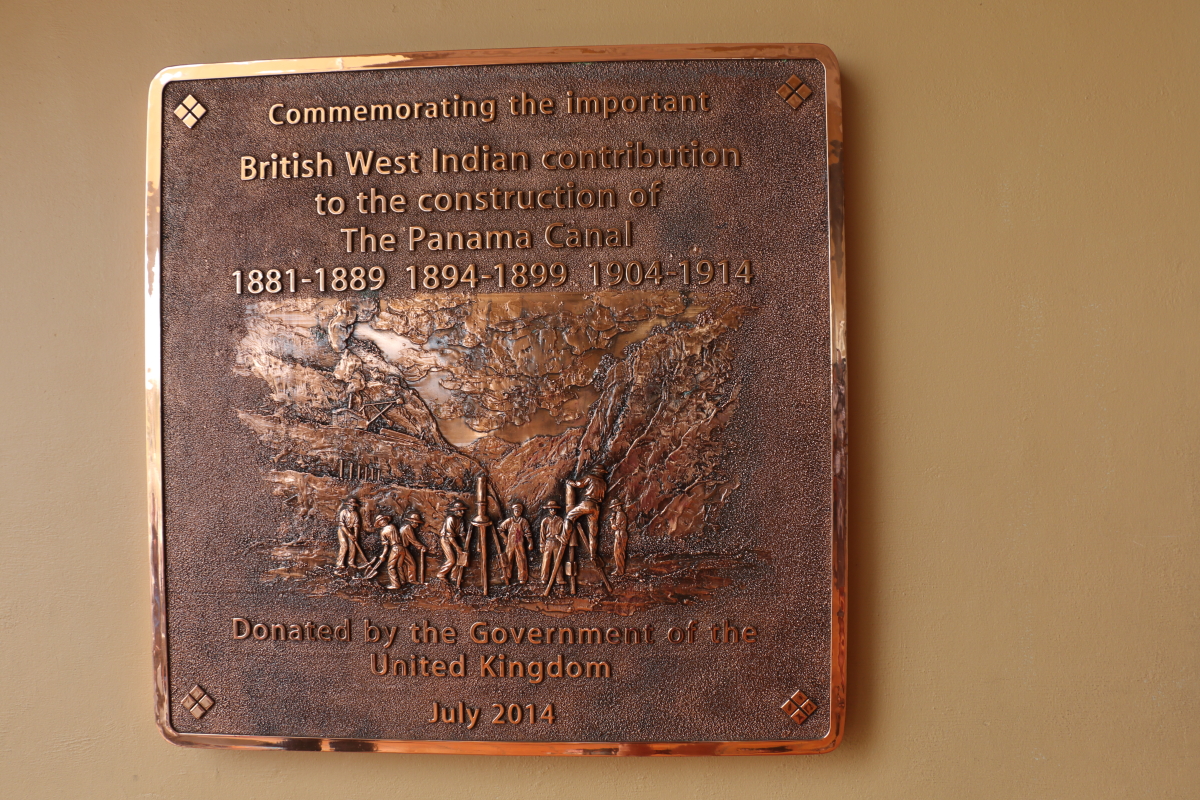 Commemorating the important
British West Indian contribution
to the construction of
The Panama Canal
1881-1889 1894-1899 1904-1914
Donated by the Government of the
United Kingdom
July 2014